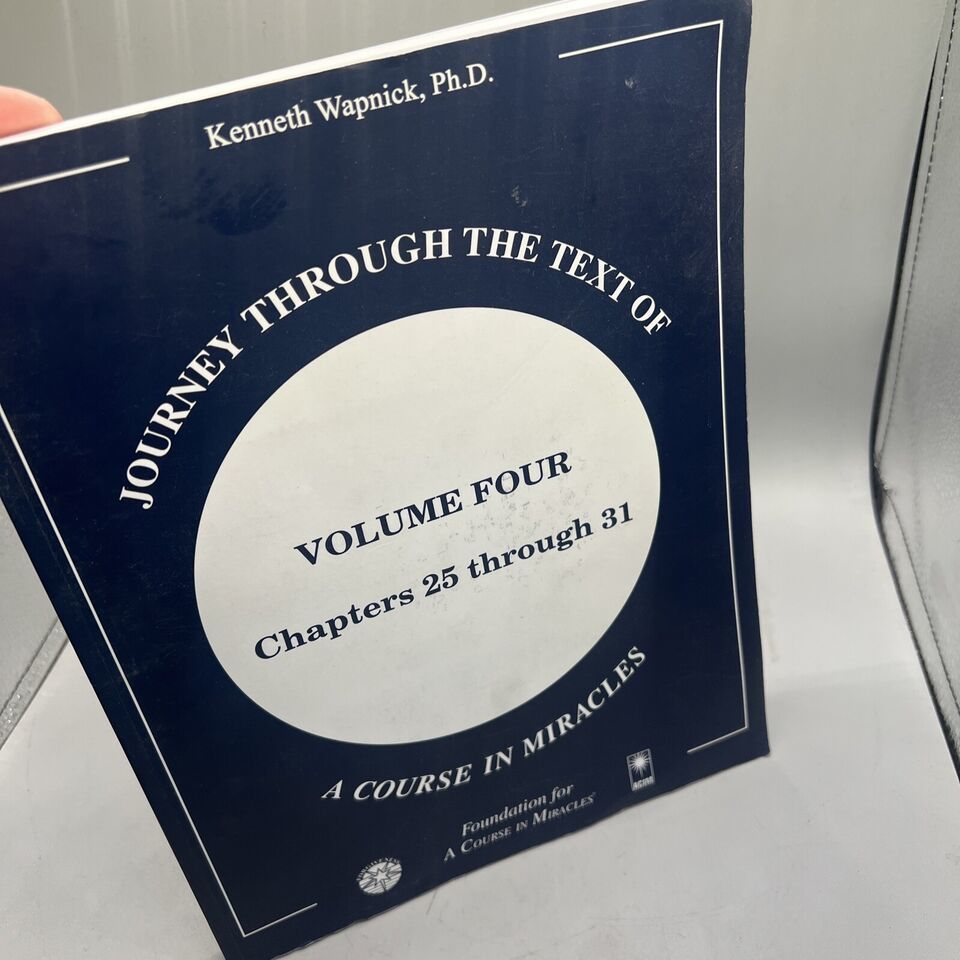 Kenneth Wapnick, Ph.D.
JOURNEY THROUGH THE TEXT OF
VOLUME FOUR
Chapters 25 through 31
A COURSE IN MIRACLES
Foundation for
A COURSE IN MIRACLES®
FORGIVENESS